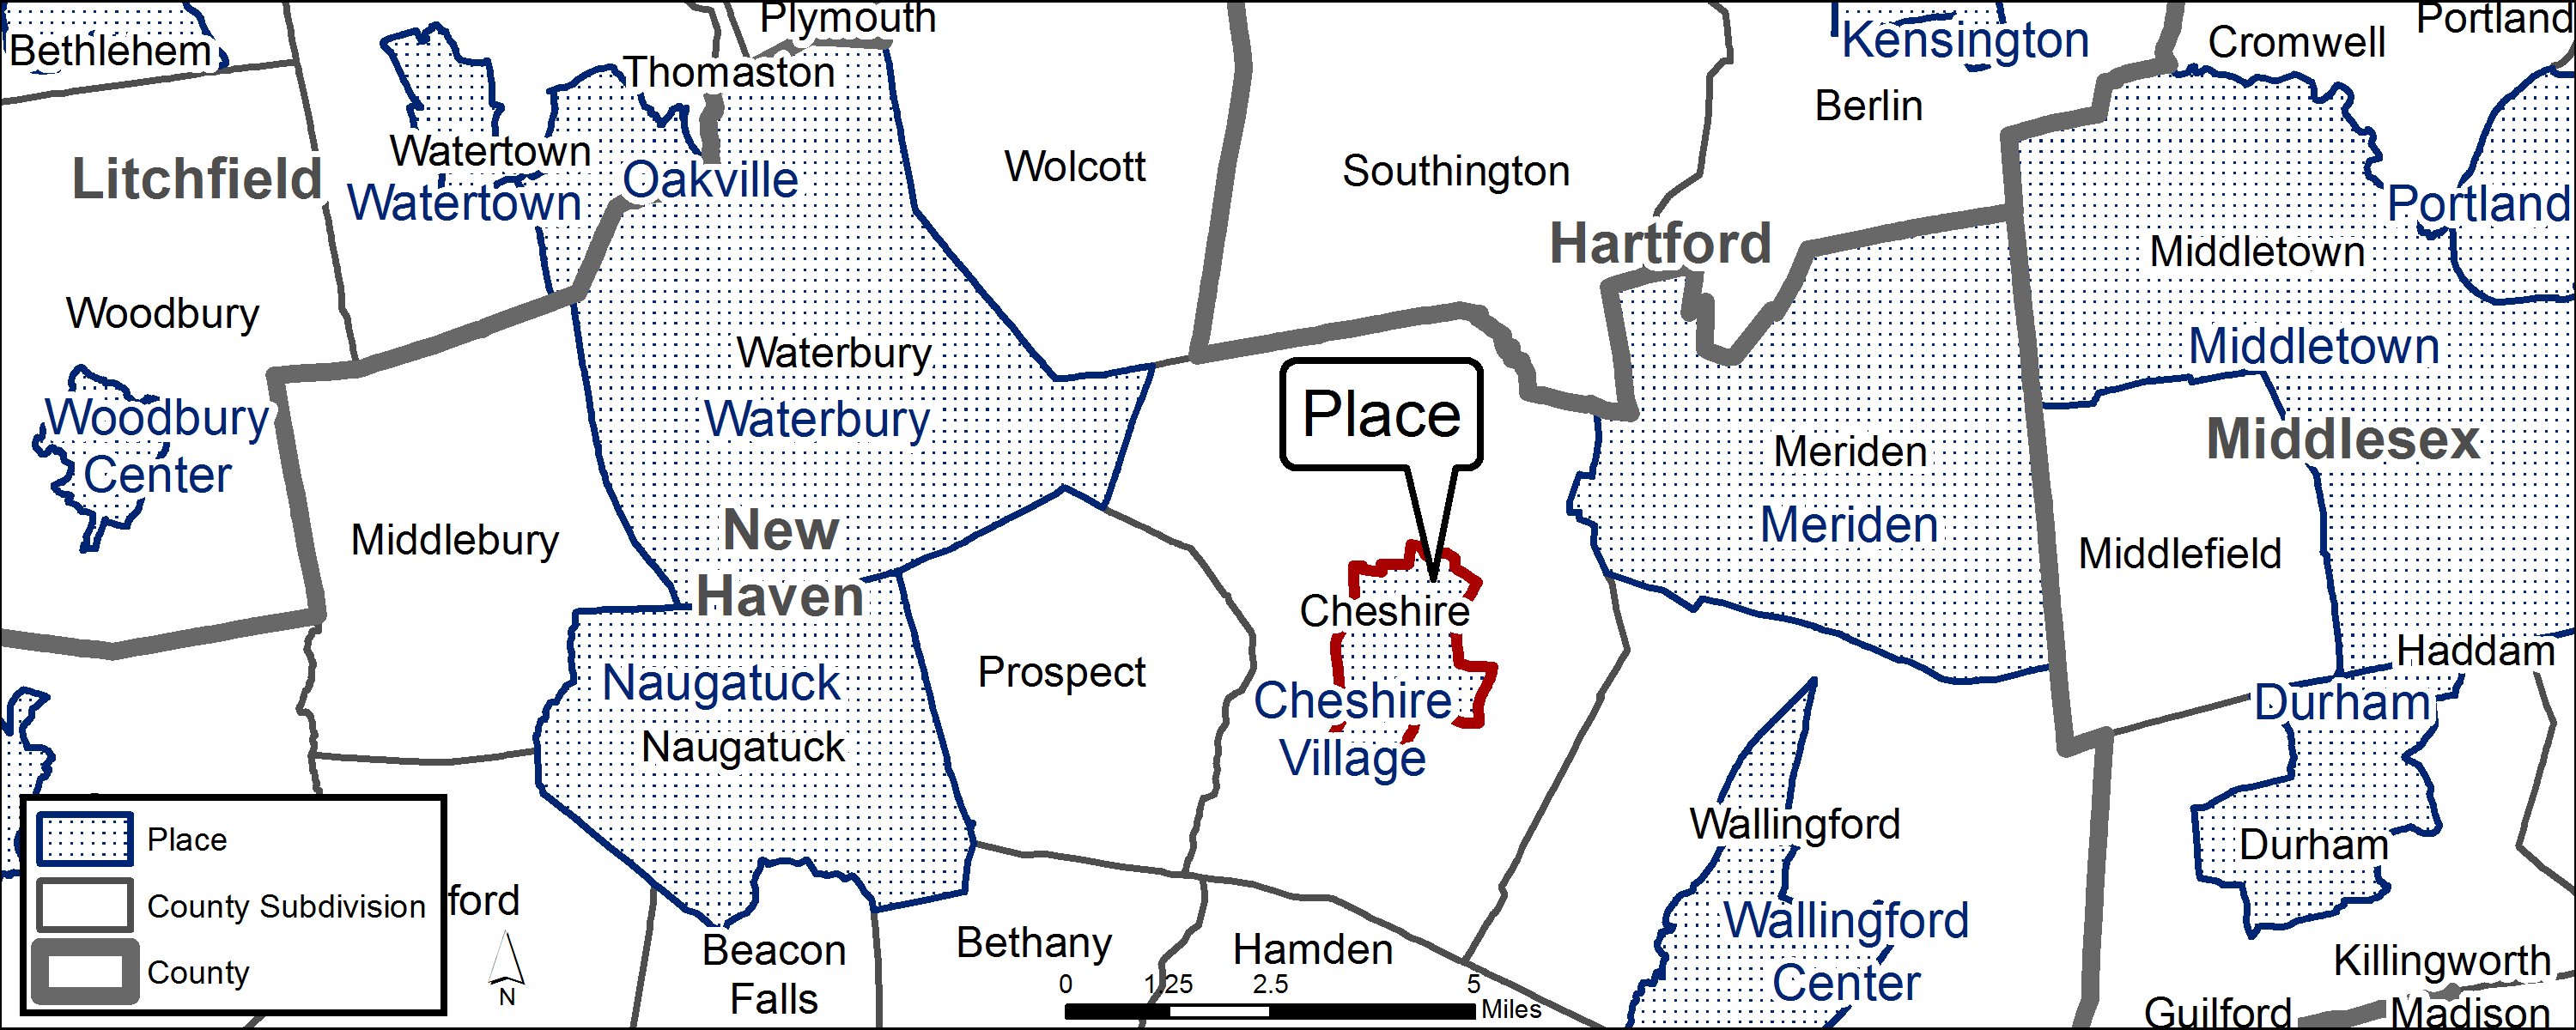 Plymouth
Portland
Bethlehem
Thomaston
Kensington
Cromwell
Berlin
Watertown
Wolcott
Southington
Litchfield
Watertown
Oakville
Portland
Hartford
Middletown
Woodbury
Waterbury
Middletown
Place
Woodbury
Center
Waterbury
Meriden
Middlesex
Middlebury
New
Haven
Meriden
Middlefield
Cheshire
Haddam
Naugatuck
Prospect
Cheshire
Village
Durham
Naugatuck
Wallingford
Durham
Place
County Subdivision
County
ford
N
Beacon
Falls
Bethany
Hamden
Wallingford
Center
Killingworth
Guilford
Madison
0 1.25 2.5 5
Miles